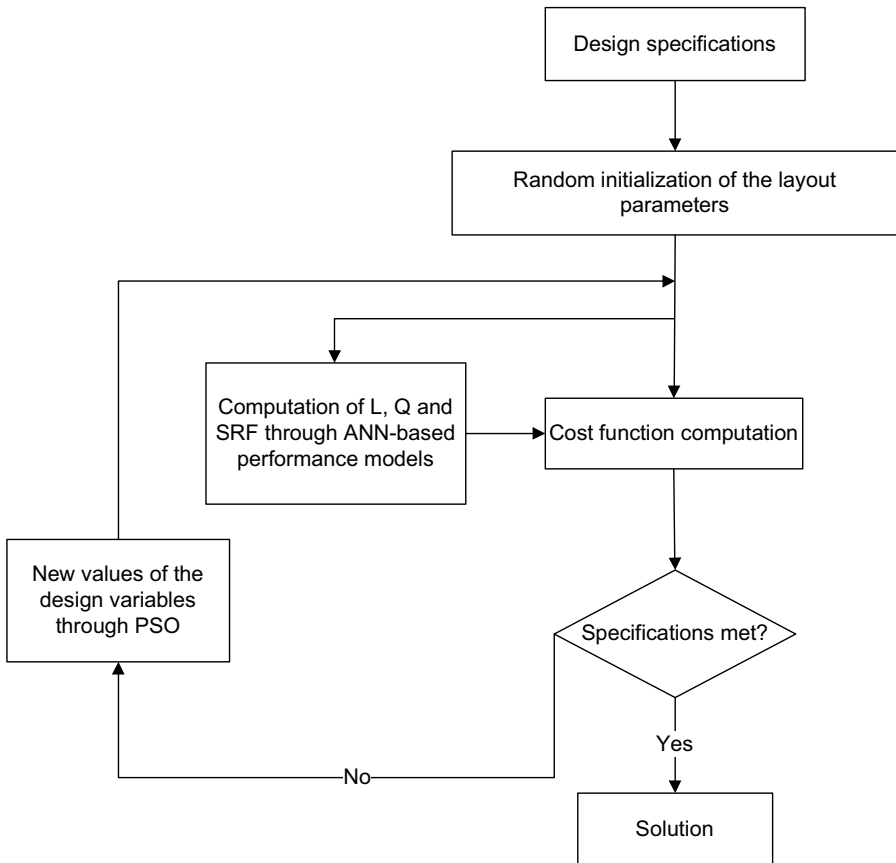 Design specifications
Random initialization of the layout
parameters
Computation of L, Q and
SRF through ANN-based
performance models
Cost function computation
New values of the
design variables
through PSO
Specifications met?
Yes
No
Solution